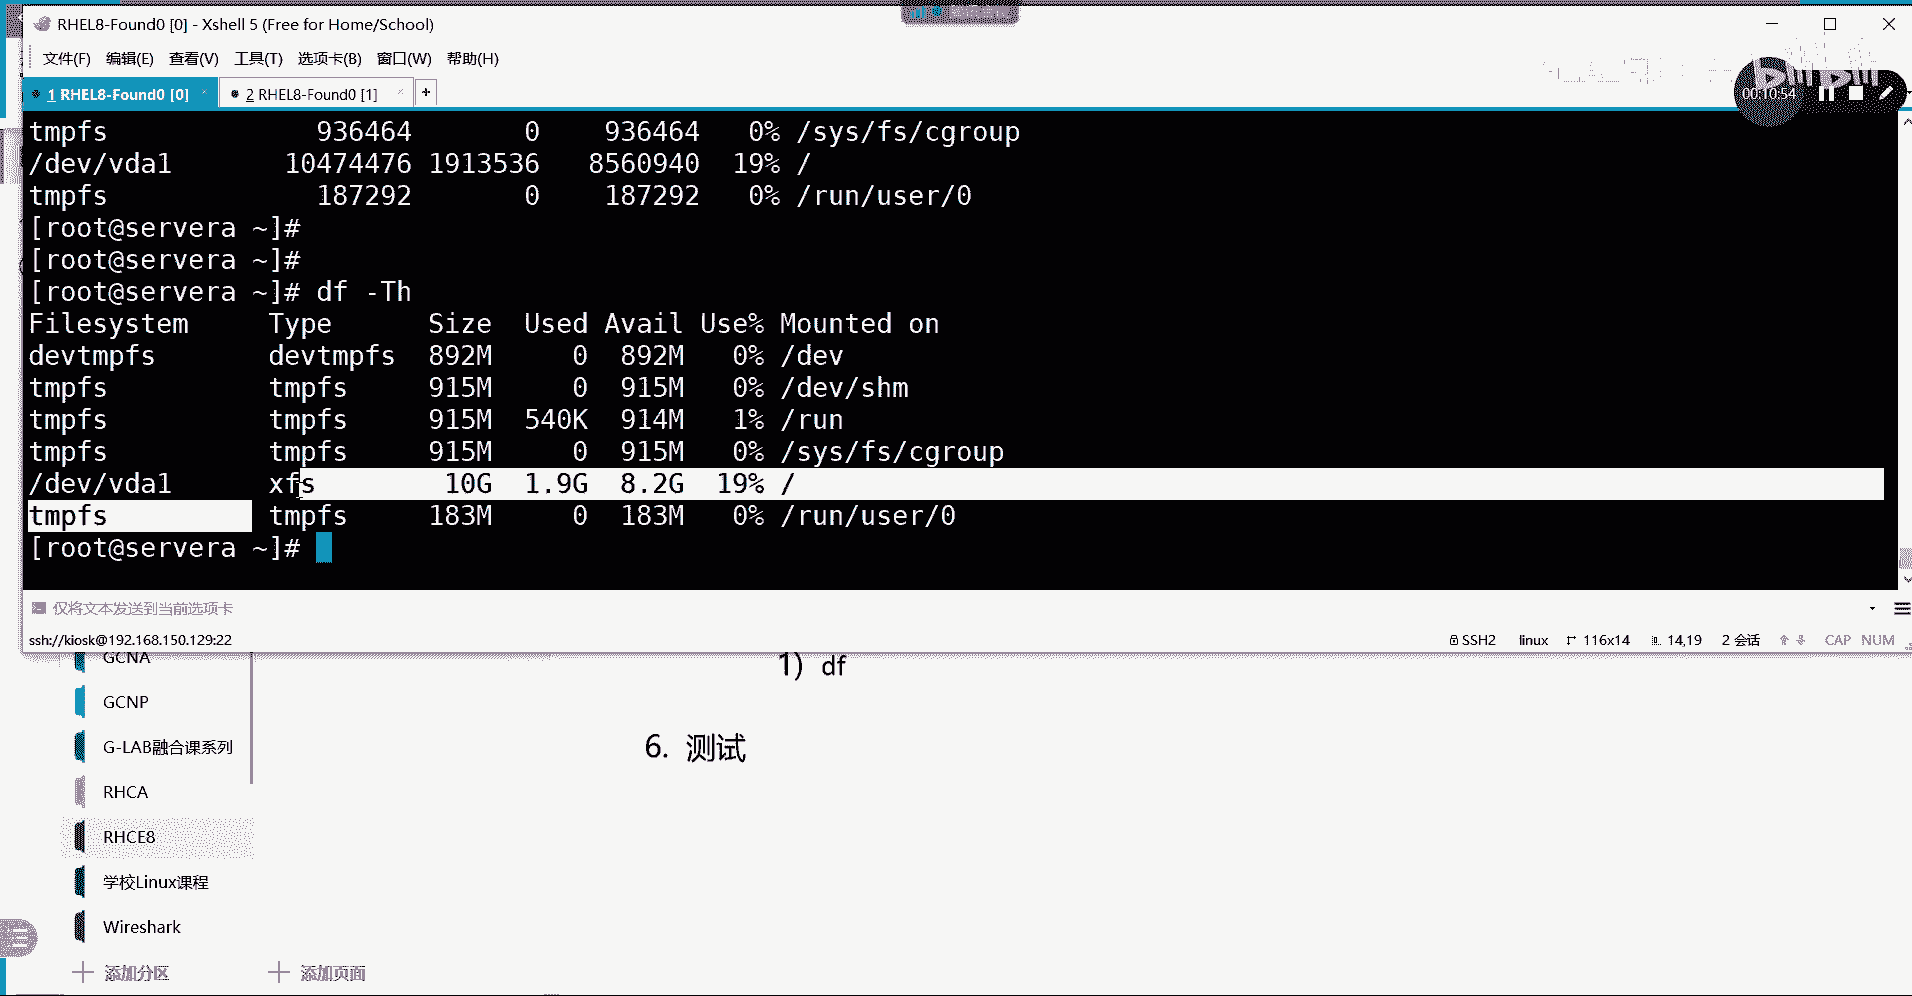 RHEL8-Found0 [0] - Xshell 5 (Free for Home/School)
文件(F) 编辑(E) 查看(V) 工具(T) 选项卡(B) 窗口(W) 帮助(H)
1 RHEL8-Found0 [0] 2 RHEL8-Found0 [1] +
00:10:54
tmpfs 936464 0 936464 0% /sys/fs/cgroup
/dev/vda1 10474476 1913536 8560940 19% /
tmpfs 187292 0 187292 0% /run/user/0
[root@servera ~]#
[root@servera ~]#
[root@servera ~]# df -Th
Filesystem Type Size Used Avail Use% Mounted on
devtmpfs devtmpfs 892M 0 892M 0% /dev
tmpfs tmpfs 915M 0 915M 0% /dev/shm
tmpfs tmpfs 915M 540K 914M 1% /run
tmpfs tmpfs 915M 0 915M 0% /sys/fs/cgroup
/dev/vda1 xfs 10G 1.9G 8.2G 19% /
tmpfs tmpfs 183M 0 183M 0% /run/user/0
[root@servera ~]#
仅将文本发送到当前选项卡
ssh://kiosk@192.168.150.129:22 SSH2 linux 116x14 14,19 2 会话 CAP NUM
GCNA
1) df
GCNP
G-LAB融合课系列
6. 测试
RHCA
RHCE8
学校Linux课程
Wireshark
添加分区 添加页面